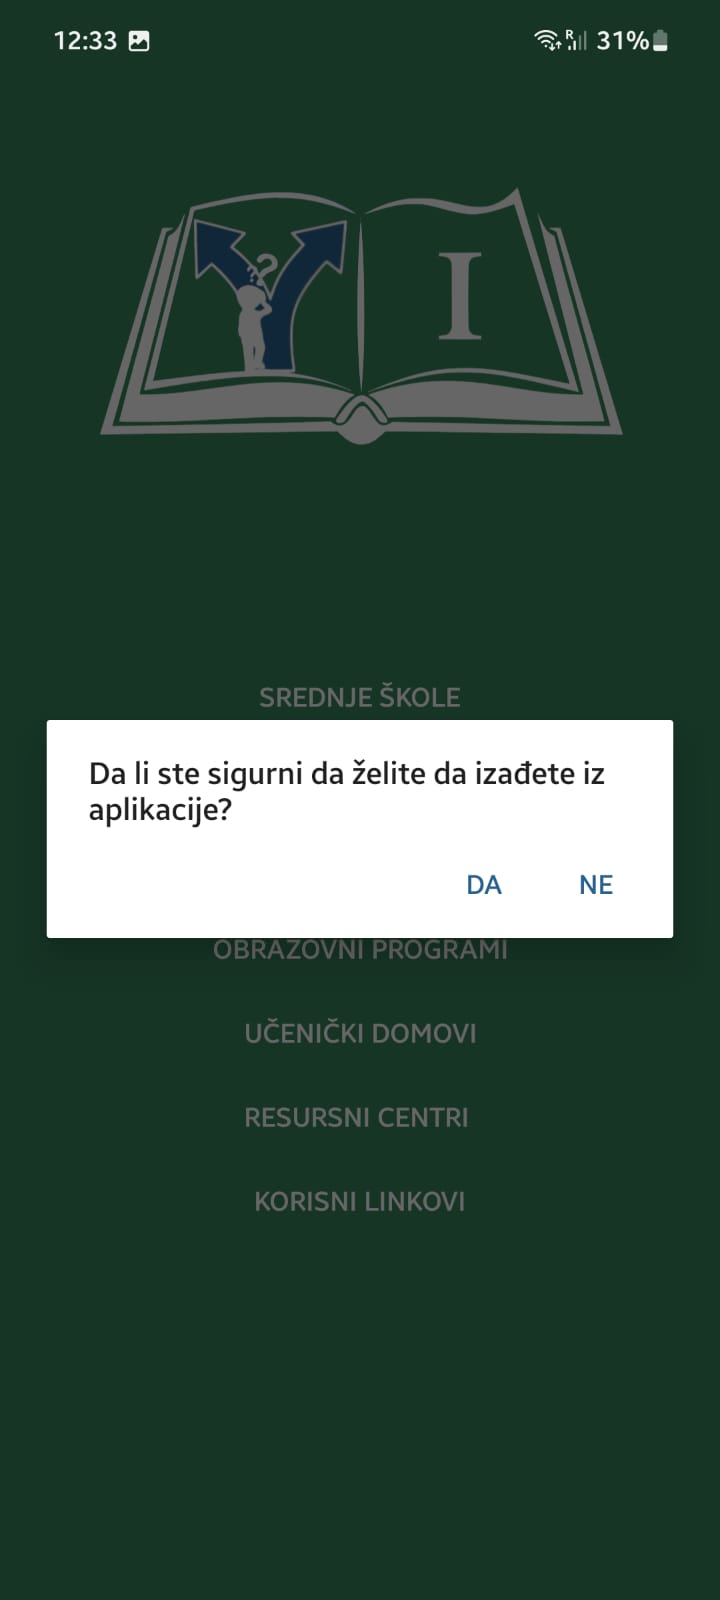 12:33
R
31%
I
SREDNJE ŠKOLE
Da li ste sigurni da želite da izađete iz
aplikacije?
DA NE
OBRAZOVNI PROGRAMI
UČENIČKI DOMOVI
RESURSNI CENTRI
KORISNI LINKOVI